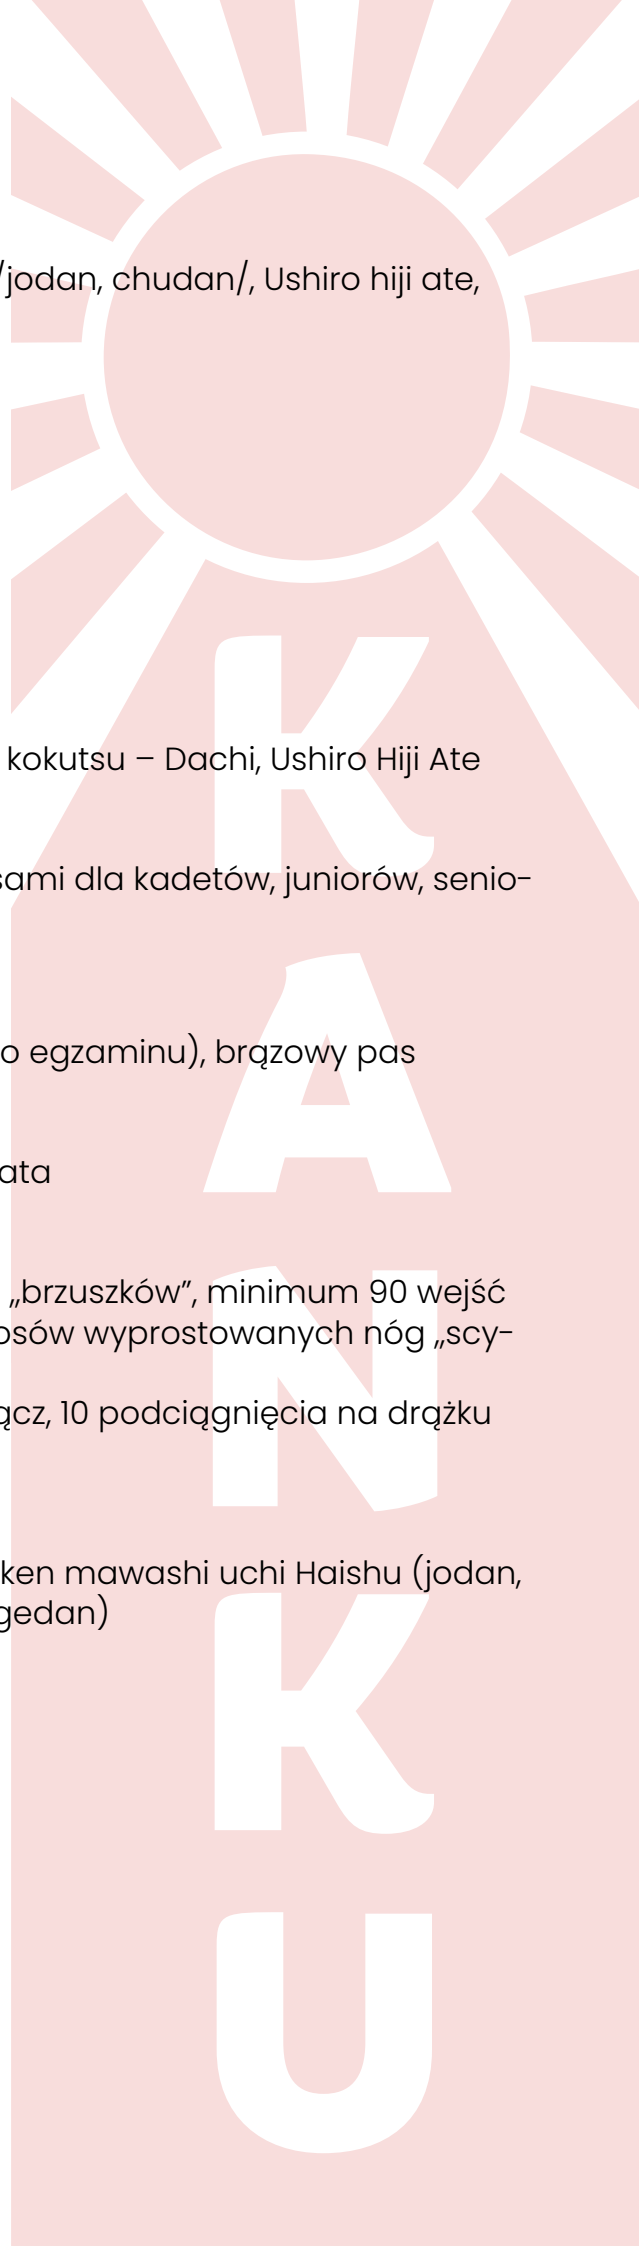 /jodan, chudan/, Ushiro hiji ate,
kokutsu – Dachi, Ushiro Hiji Ate
sami dla kadetów, juniorów, senio-
o egzaminu), brązowy pas
ata
„brzuszków”, minimum 90 wejść
osów wyprostowanych nóg „scy-
ącz, 10 podciągnięcia na drążku
ken mawashi uchi Haishu (jodan,
gedan)
K
A
N
K
U